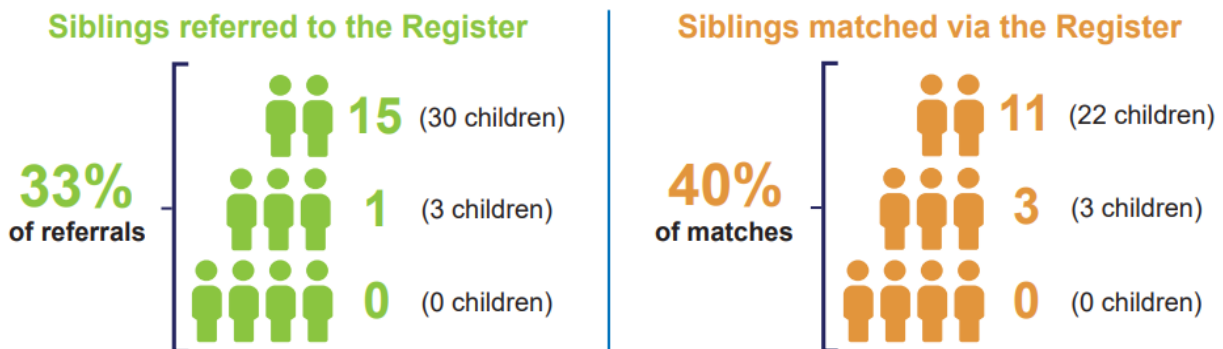 Siblings referred to the Register
15 (30 children)
33%
of referrals
1 (3 children)
0 (0 children)
Siblings matched via the Register
11 (22 children)
40%
of matches
3 (3 children)
0 (0 children)